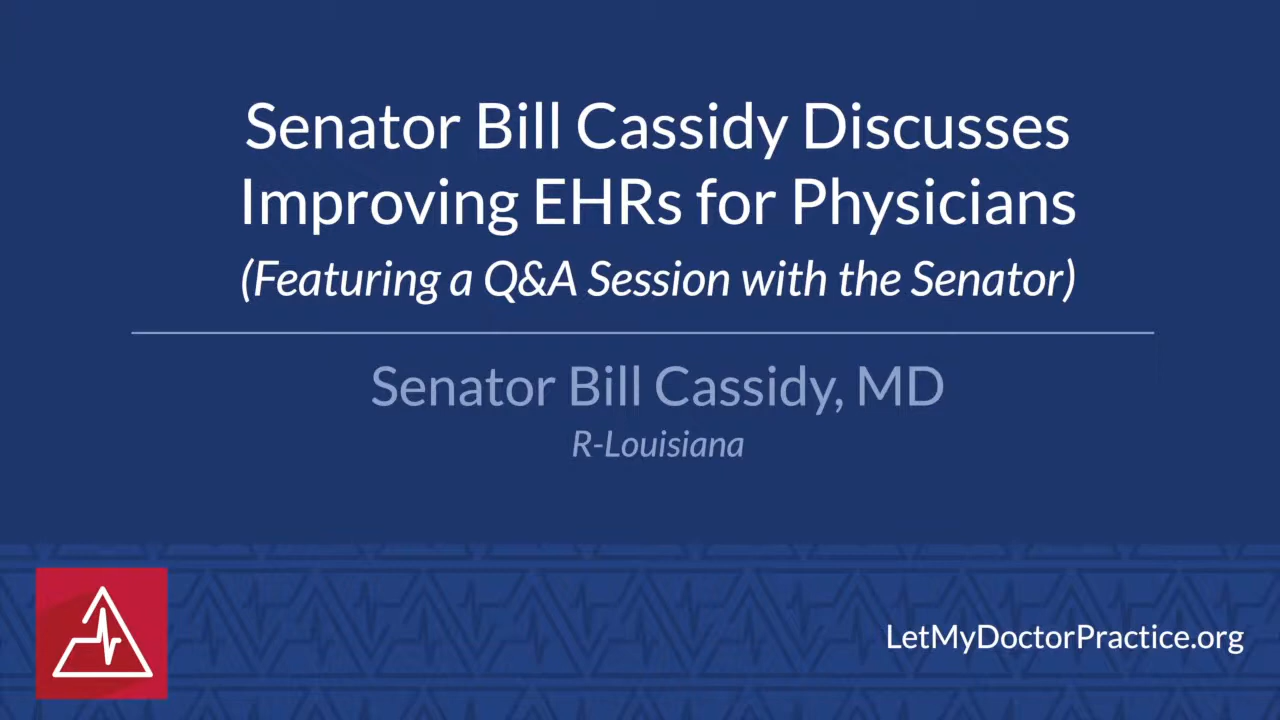 Senator Bill Cassidy Discusses
Improving EHRs for Physicians
(Featuring a Q&A Session with the Senator)
Senator Bill Cassidy, MD
R-Louisiana
LetMyDoctorPractice.org